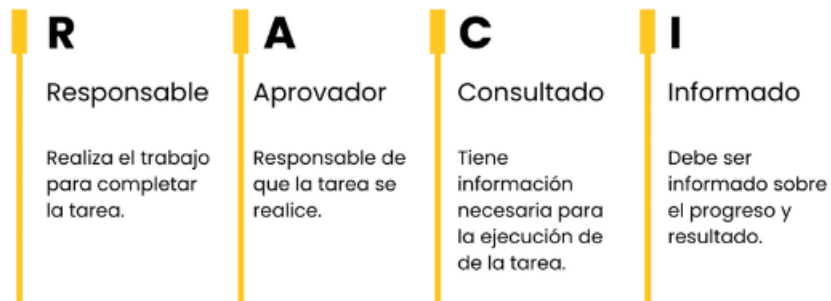 R
Responsable
Realiza el trabajo
para completar
la tarea.
A
Aprovador
Responsable de
que la tarea se
realice.
C
Consultado
Tiene
información
necesaria para
la ejecución de
de la tarea.
I
Informado
Debe ser
informado sobre
el progreso y
resultado.